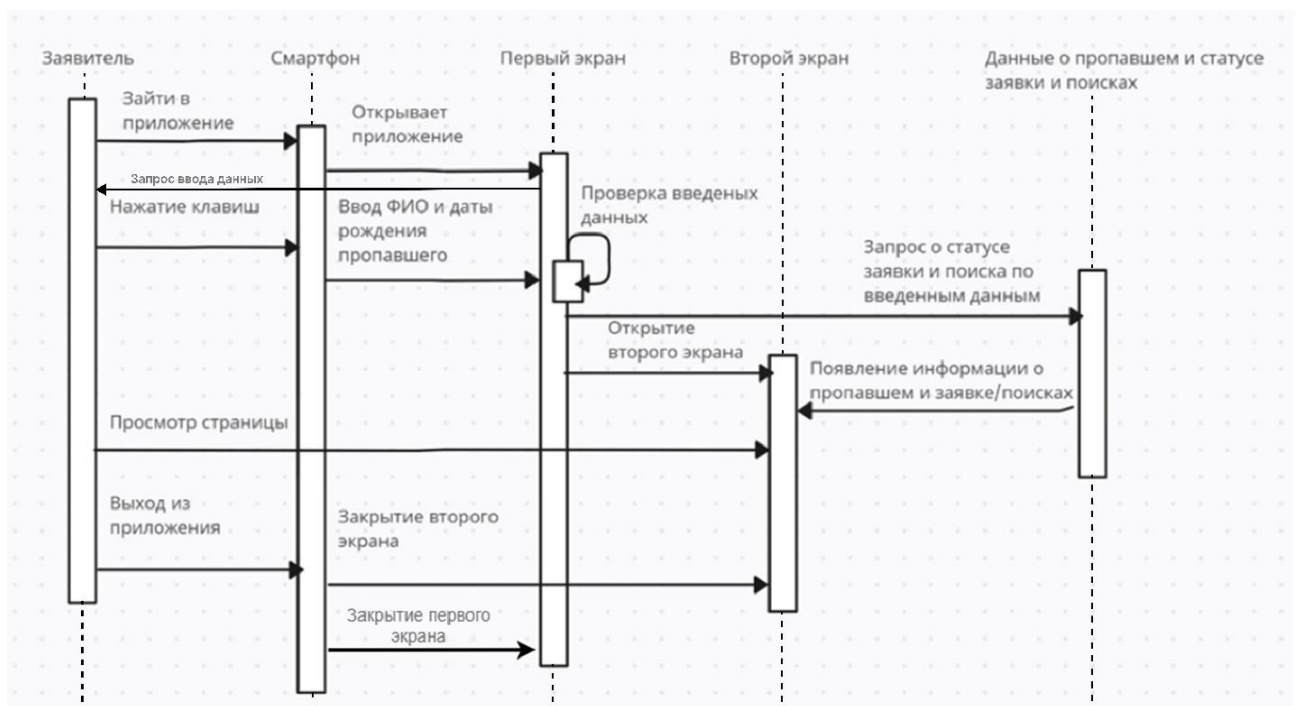 Заявитель
Смартфон
Первый экран
Второй экран
Данные о пропавшем и статусе
заявки и поисках
Зайти в
приложение
Открывает
приложение
Запрос ввода данных
Нажатие клавиш
Ввод ФИО и даты
рождения
пропавшего
Проверка введеных
данных
Запрос о статусе
заявки и поиска по
введенным данным
Открытие
второго экрана
Появление информации о
пропавшем и заявке/поисках
Просмотр страницы
Выход из
приложения
Закрытие второго
экрана
Закрытие первого
экрана